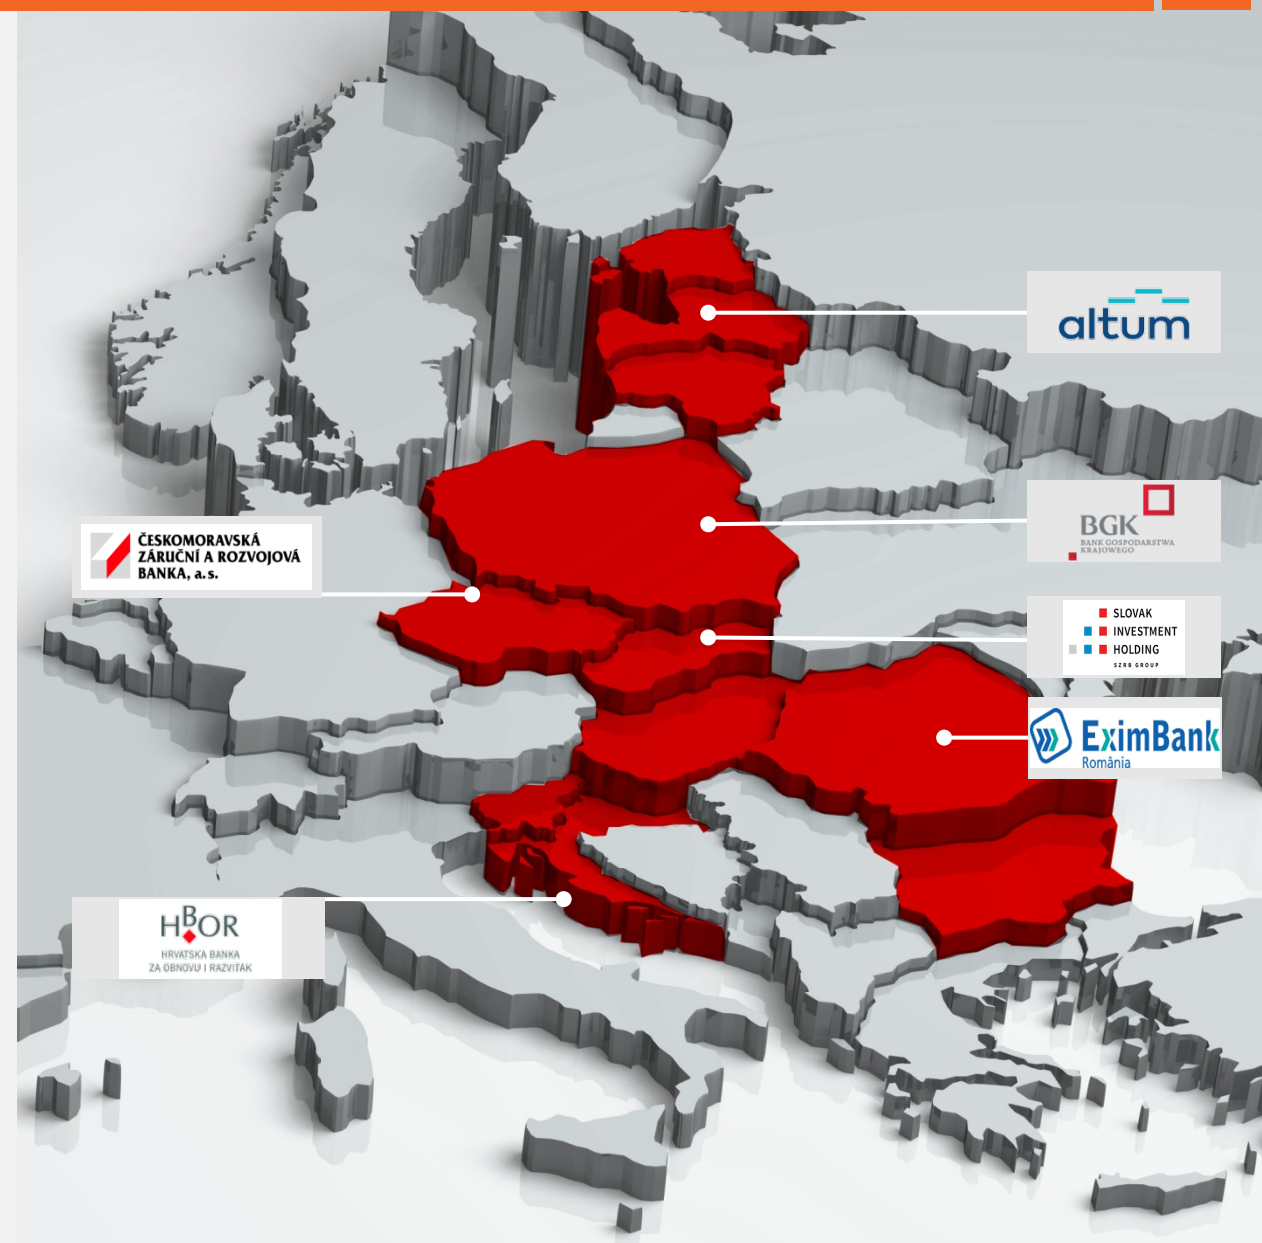 altum
BGK
BANK GOSPODARSTWA
KRAJOWEGO
ČESKOMORAVSKÁ
ZÁRUČNÍ A ROZVOJOVÁ
BANKA, a.s.
SLOVAK
INVESTMENT
HOLDING
SZRB GROUP
EximBank
România
HBOR
HRVATSKA BANKA
ZA OBNOVU I RAZVITAK